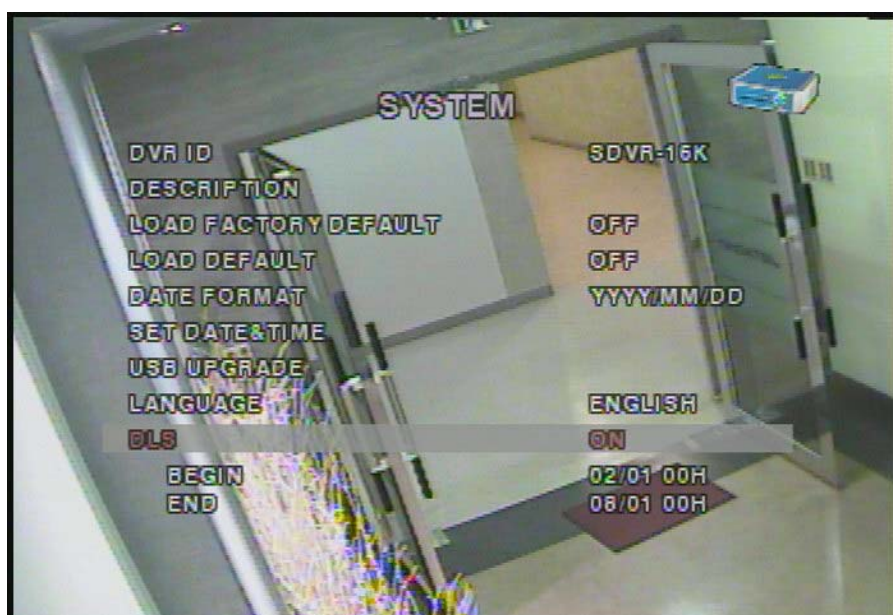 SYSTEM
DVR ID SDVR-16K
DESCRIPTION
LOAD FACTORY DEFAULT OFF
LOAD DEFAULT OFF
DATE FORMAT YYYY/MM/DD
SET DATE&TIME
USB UPGRADE
LANGUAGE ENGLISH
DLS ON
BEGIN 02/01 00H
END 08/01 00H